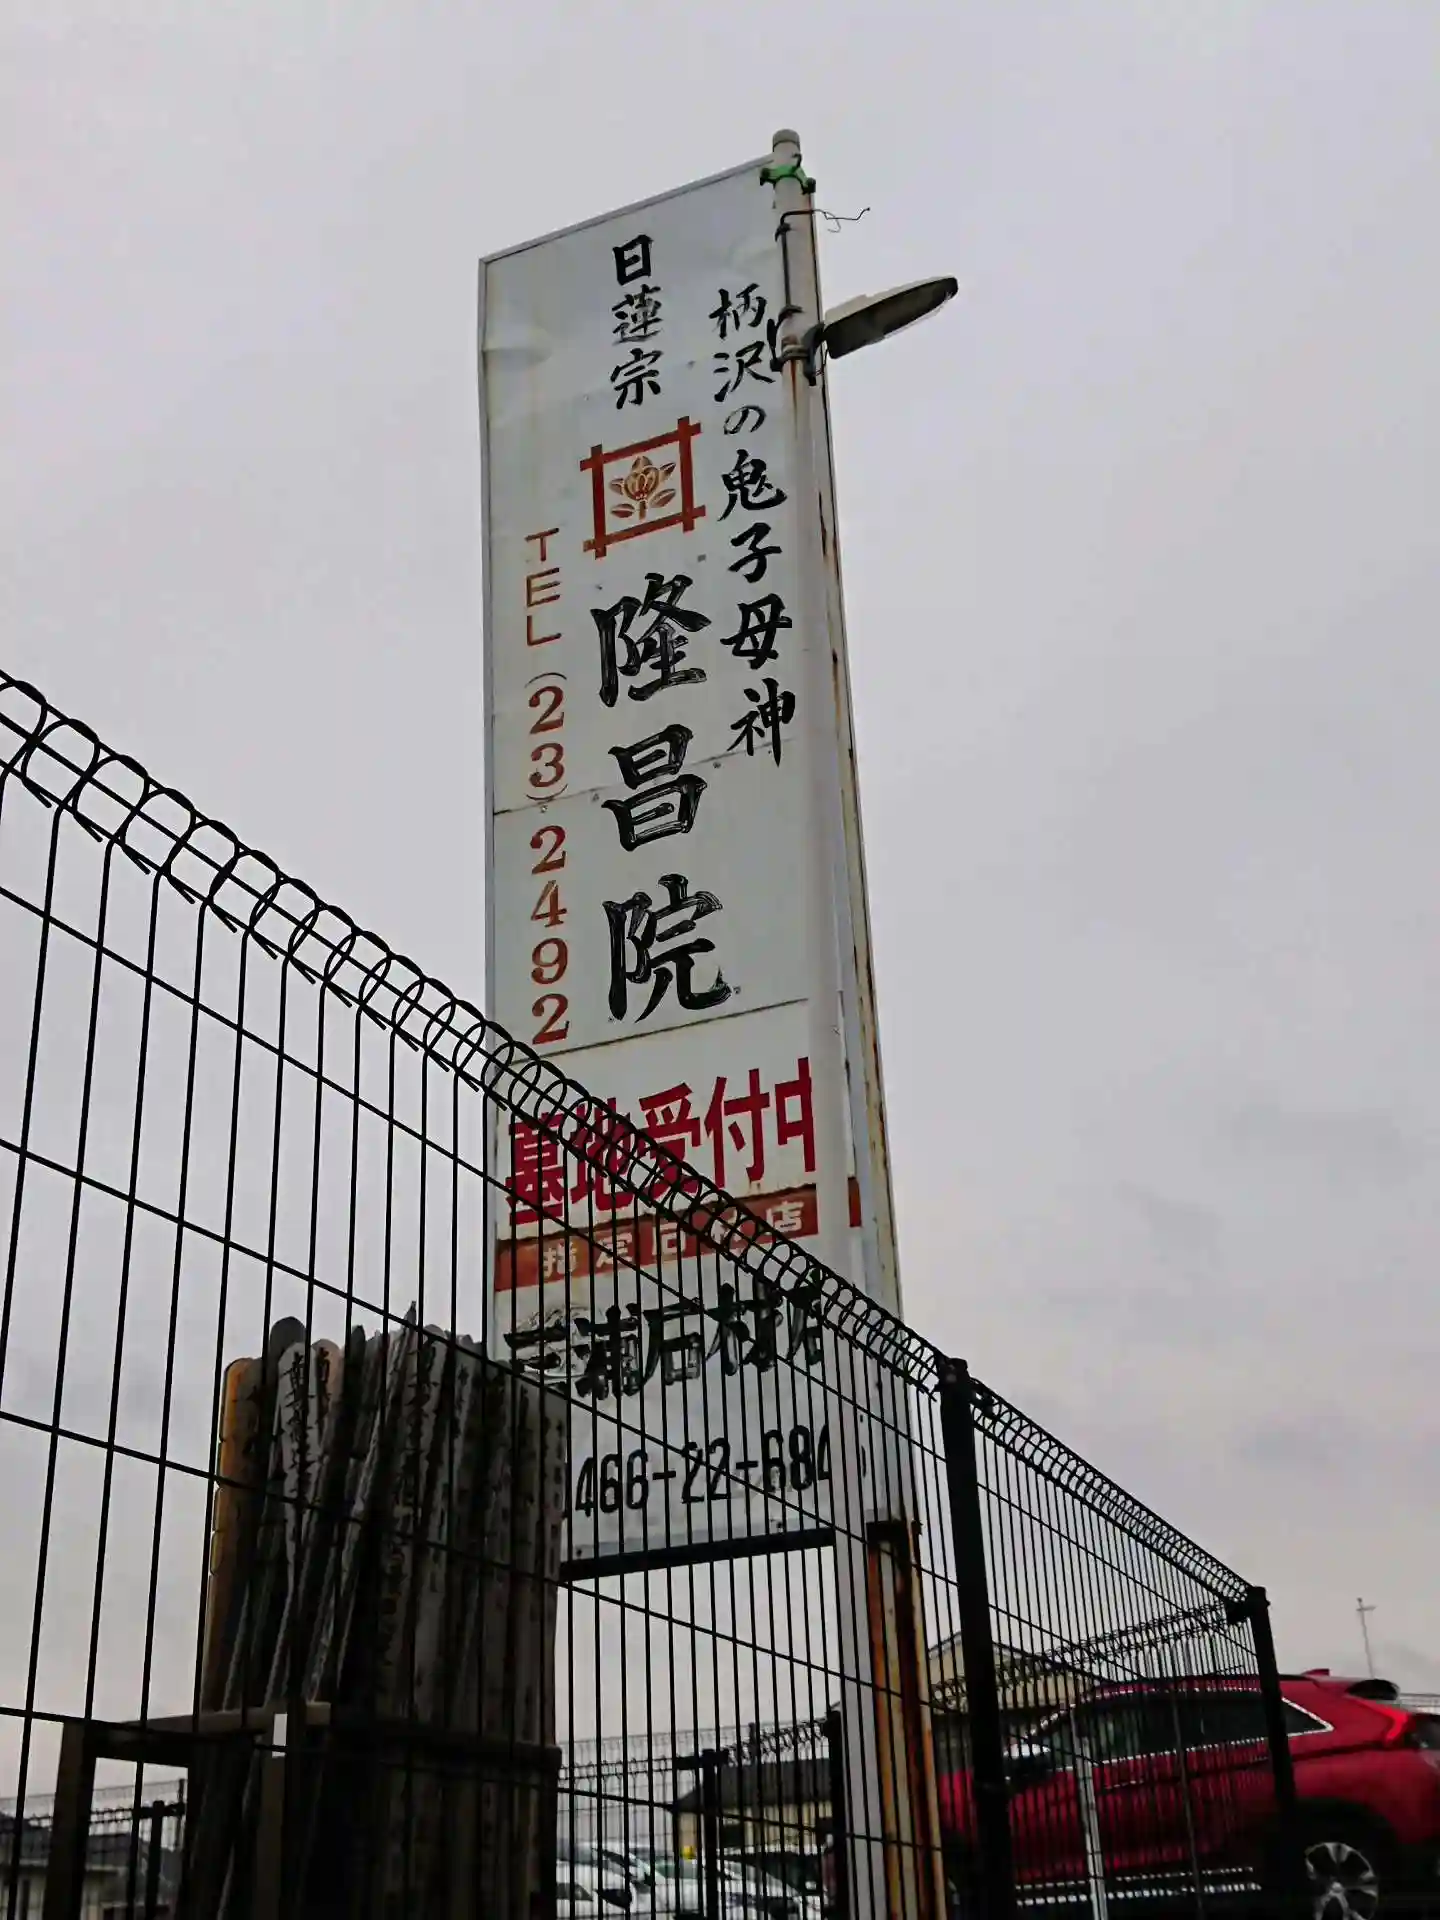 柄沢の鬼子母神
日蓮宗
隆昌院
TEL(23)2492
墓地受付中
指定石材店
三浦石材店
466-22-684